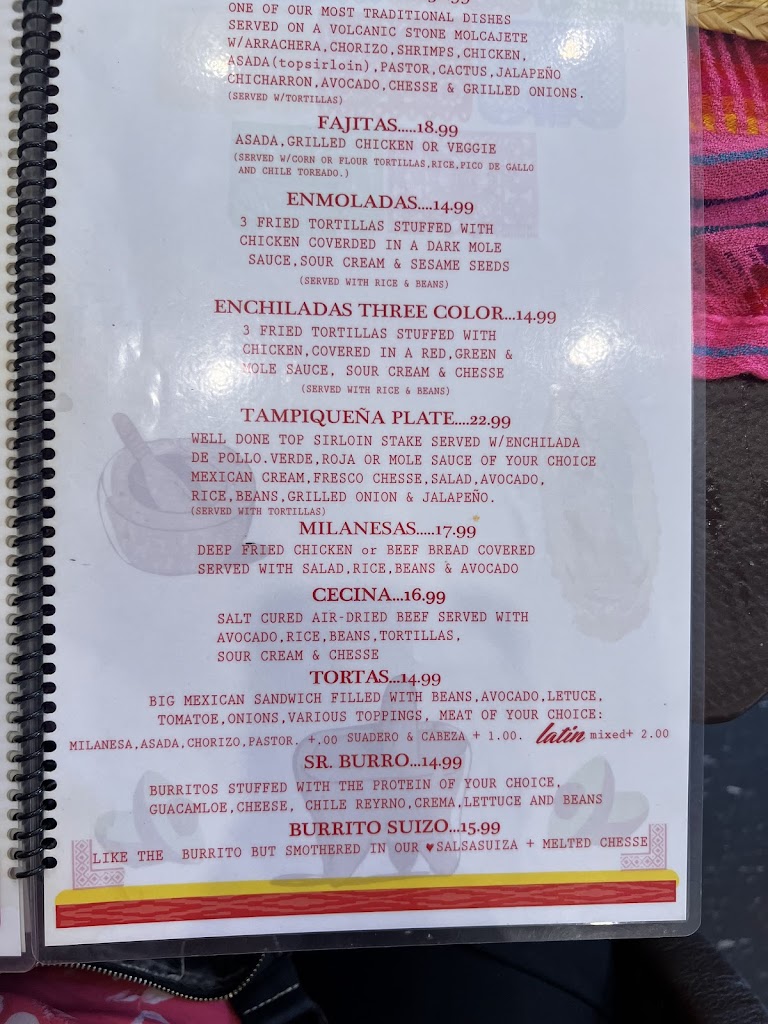 ONE OF OUR MOST TRADITIONAL DISHES
SERVED ON A VOLCANIC STONE MOLCAJETE
W/ARRACHERA,CHORIZO,SHRIMPS,CHICKEN,
ASADA(topsirloin),PASTOR,CACTUS,JALAPEÑO
CHICHARRON,AVOCADO,CHESSE & GRILLED ONIONS.
(SERVED W/TORTILLAS)
FAJITAS.....18.99
ASADA,GRILLED CHICKEN OR VEGGIE
(SERVED W/CORN OR FLOUR TORTILLAS,RICE,PICO DE GALLO
AND CHILE TOREADO.)
ENMOLADAS....14.99
3 FRIED TORTILLAS STUFFED WITH
CHICKEN COVERDED IN A DARK MOLE
SAUCE,SOUR CREAM & SESAME SEEDS
(SERVED WITH RICE & BEANS)
ENCHILADAS THREE COLOR...14.99
3 FRIED TORTILLAS STUFFED WITH
CHICKEN,COVERED IN A RED,GREEN &
MOLE SAUCE, SOUR CREAM & CHESSE
(SERVED WITH RICE & BEANS)
TAMPIQUEÑA PLATE....22.99
WELL DONE TOP SIRLOIN STAKE SERVED W/ENCHILADA
DE POLLO.VERDE,ROJA OR MOLE SAUCE OF YOUR CHOICE
MEXICAN CREAM,FRESCO CHESSE,SALAD,AVOCADO,
RICE,BEANS,GRILLED ONION & JALAPEÑO.
(SERVED WITH TORTILLAS)
MILANESAS.....17.99
DEEP FRIED CHICKEN or BEEF BREAD COVERED
SERVED WITH SALAD,RICE,BEANS & AVOCADO
CECINA...16.99
SALT CURED AIR-DRIED BEEF SERVED WITH
AVOCADO,RICE,BEANS,TORTILLAS,
SOUR CREAM & CHESSE
TORTAS...14.99
BIG MEXICAN SANDWICH FILLED WITH BEANS,AVOCADO,LETUCE,
TOMATOE,ONIONS,VARIOUS TOPPINGS, MEAT OF YOUR CHOICE:
MILANESA,ASADA,CHORIZO,PASTOR. +.00 SUADERO & CABEZA + 1.00. latin mixed+ 2.00
SR. BURRO...14.99
BURRITOS STUFFED WITH THE PROTEIN OF YOUR CHOICE,
GUACAMLOE,CHEESE, CHILE REYRNO,CREMA,LETTUCE AND BEANS
BURRITO SUIZO...15.99
LIKE THE BURRITO BUT SMOTHERED IN OUR ♥SALSASUIZA + MELTED CHESSE